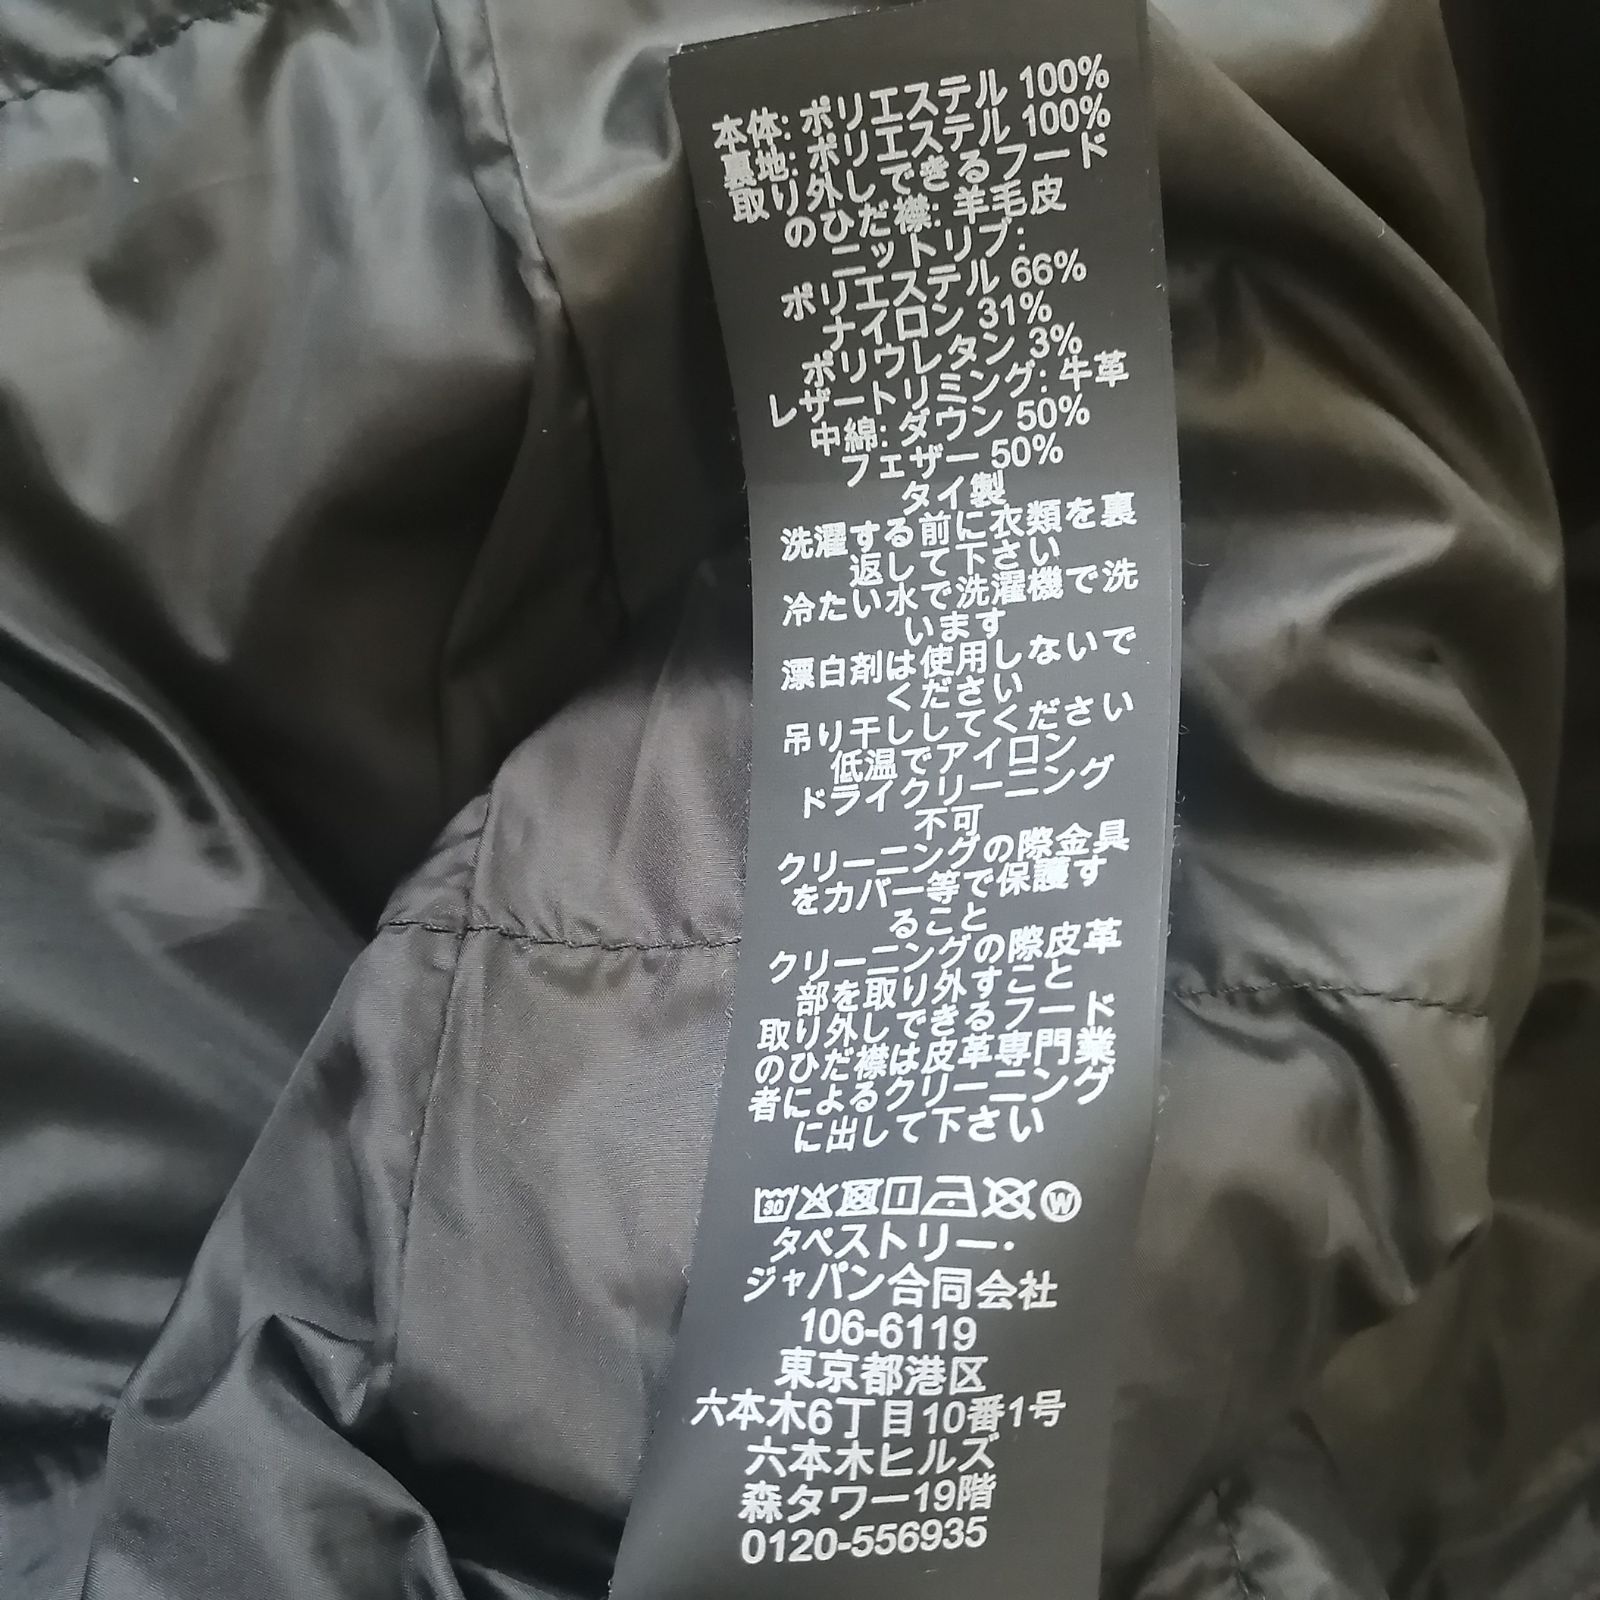 本体: ポリエステル 100%
裏地: ポリエステル 100%
取り外しできるフード
のひだ襟: 羊毛皮
ニットリブ:
ポリエステル 66%
ナイロン 31%
ポリウレタン 3%
レザートリミング: 牛革
中綿: ダウン 50%
フェザー 50%
タイ製
洗濯する前に衣類を裏
返して下さい
冷たい水で洗濯機で洗
います
漂白剤は使用しないで
ください
吊り干ししてください
低温でアイロン
ドライクリーニング
不可
クリーニングの際金具
をカバー等で保護す
ること
クリーニングの際皮革
部を取り外すこと
取り外しできるフード
のひだ襟は皮革専門業
者によるクリーニング
に出して下さい
30 W
タペストリー・
ジャパン合同会社
106-6119
東京都港区
六本木6丁目10番1号
六本木ヒルズ
森タワー19階
0120-556935